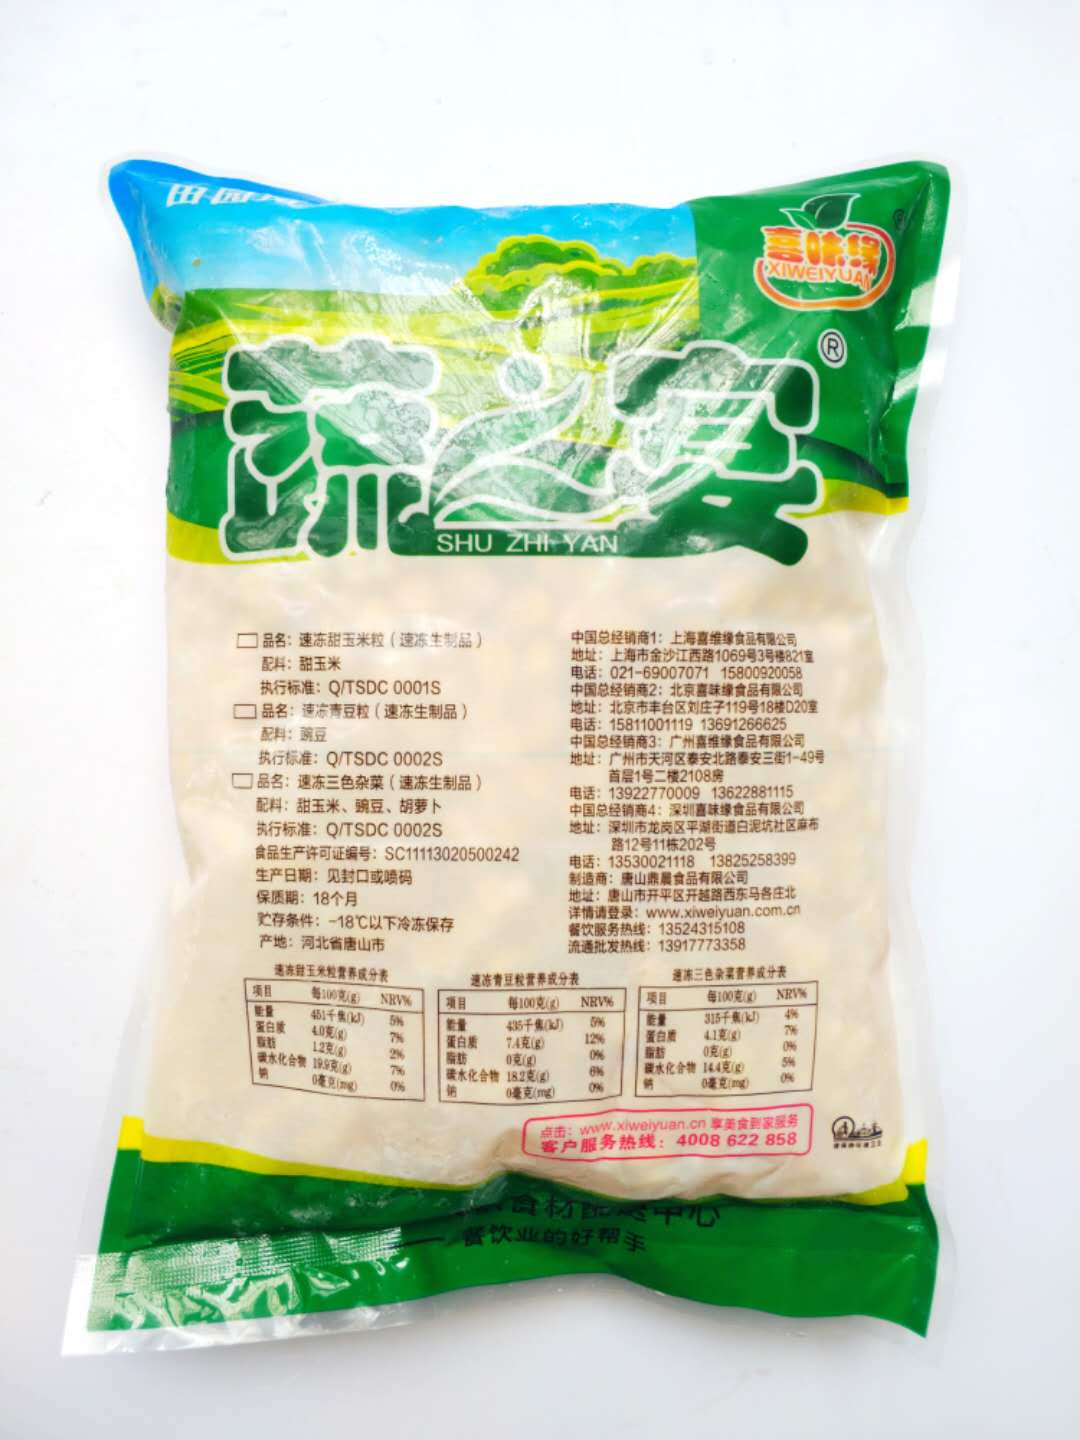 田园
喜味缘
XIWEIYUAN
®
蔬之宴
®
SHU ZHI YAN
品名：速冻甜玉米粒（速冻生制品）
配料：甜玉米
执行标准：Q/TSDC 0001S
品名：速冻青豆粒（速冻生制品）
配料：豌豆
执行标准：Q/TSDC 0002S
品名：速冻三色杂菜（速冻生制品）
配料：甜玉米、豌豆、胡萝卜
执行标准：Q/TSDC 0002S
食品生产许可证编号：SC11113020500242
生产日期：见封口或喷码
保质期：18个月
贮存条件：-18℃以下冷冻保存
产地：河北省唐山市
中国总经销商1：上海喜维缘食品有限公司
地址：上海市金沙江西路1069号3号楼821室
电话：021-69007071 15800920058
中国总经销商2：北京喜味缘食品有限公司
地址：北京市丰台区刘庄子119号18楼D20室
电话：15811001119 13691266625
中国总经销商3：广州喜维缘食品有限公司
地址：广州市天河区泰安北路泰安三街1-49号
首层1号二楼2108房
电话：13922770009 13622881115
中国总经销商4：深圳喜味缘食品有限公司
地址：深圳市龙岗区平湖街道白泥坑社区麻布
路12号11栋202号
电话：13530021118 13825258399
制造商：唐山鼎晨食品有限公司
地址：唐山市开平区开越路西东马各庄北
详情请登录：www.xiweiyuan.com.cn
餐饮服务热线：13524315108
流通批发热线：13917773358
速冻甜玉米粒营养成分表
项目 每100克(g) NRV%
能量 451千焦(kJ) 5%
蛋白质 4.0克(g) 7%
脂肪 1.2克(g) 2%
碳水化合物 19.9克(g) 7%
钠 0毫克(mg) 0%
速冻青豆粒营养成分表
项目 每100克(g) NRV%
能量 435千焦(kJ) 5%
蛋白质 7.4克(g) 12%
脂肪 0克(g) 0%
碳水化合物 18.2克(g) 6%
钠 0毫克(mg) 0%
速冻三色杂菜营养成分表
项目 每100克(g) NRV%
能量 315千焦(kJ) 4%
蛋白质 4.1克(g) 7%
脂肪 0克(g) 0%
碳水化合物 14.4克(g) 5%
钠 0毫克(mg) 0%
点击：www.xiweiyuan.cn 享美食到家服务
客户服务热线：4008 622 858
食材配送中心
餐饮业的好帮手